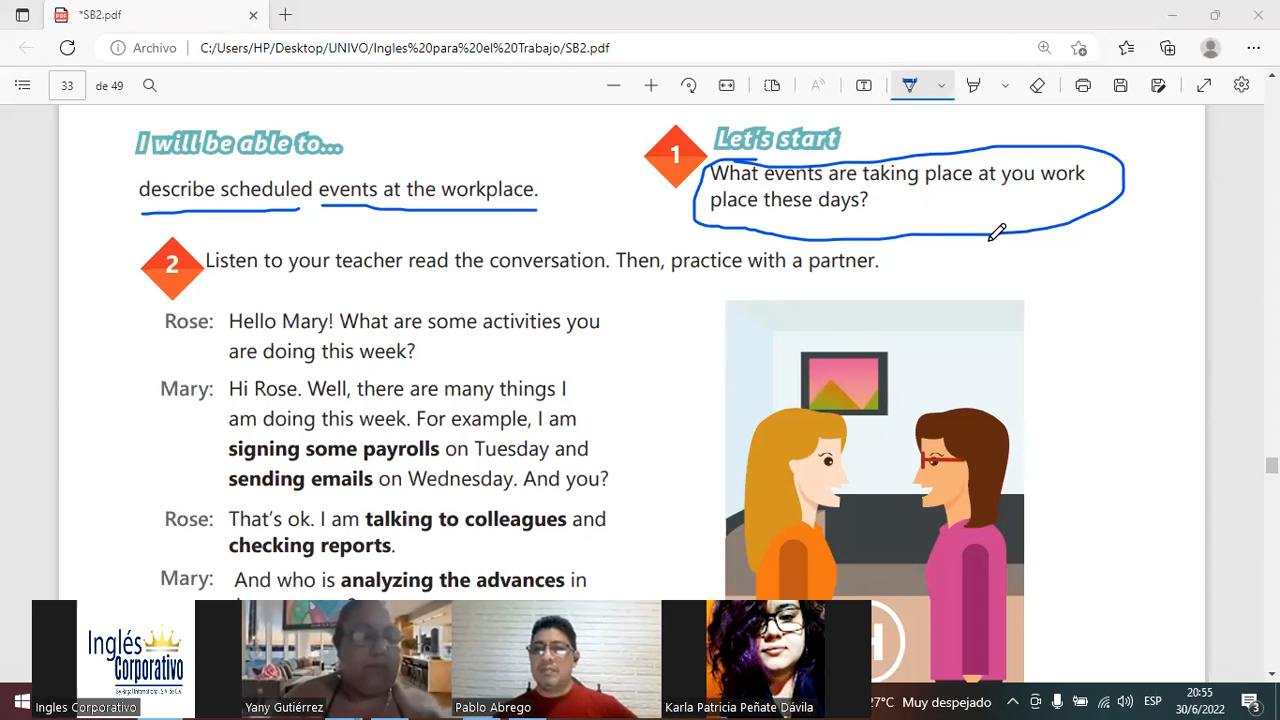 *SB2.pdf
Archivo
C:/Users/HP/Desktop/UNIVO/Ingles%20para%20el%20Trabajo/SB2.pdf
33 de 49
I will be able to...
describe scheduled events at the workplace.
1
Let's start
What events are taking place at you work
place these days?
2
Listen to your teacher read the conversation. Then, practice with a partner.
Rose: Hello Mary! What are some activities you
are doing this week?
Mary: Hi Rose. Well, there are many things I
am doing this week. For example, I am
signing some payrolls on Tuesday and
sending emails on Wednesday. And you?
Rose: That's ok. I am talking to colleagues and
checking reports.
Mary: And who is analyzing the advances in
Inglés
Corporativo
Ingles Corporativo
Yany Gutiérrez
Pablo Abrego
Karla Patricia Peñate Dávila
H
27°C Muy despejado
ESP
20:55
30/6/2022
3